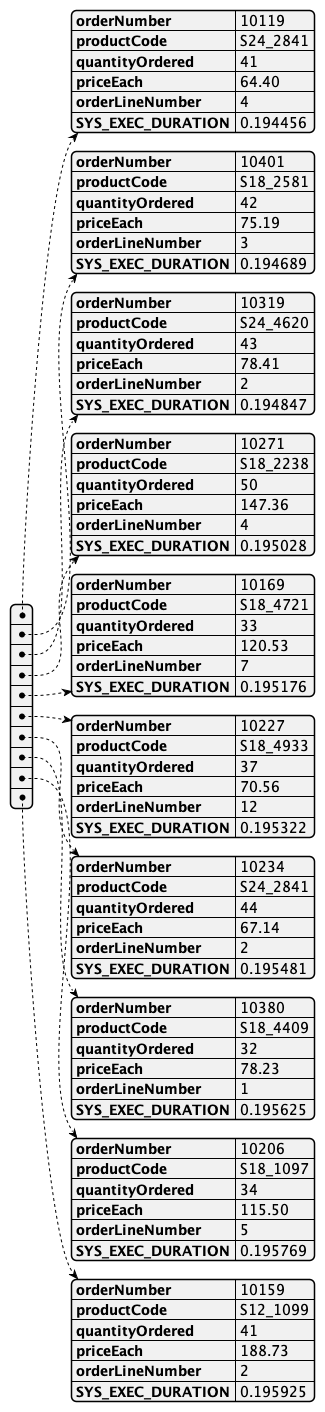 orderNumber 10119
productCode S24_2841
quantityOrdered 41
priceEach 64.40
orderLineNumber 4
SYS_EXEC_DURATION 0.194456
orderNumber 10401
productCode S18_2581
quantityOrdered 42
priceEach 75.19
orderLineNumber 3
SYS_EXEC_DURATION 0.194689
orderNumber 10319
productCode S24_4620
quantityOrdered 43
priceEach 78.41
orderLineNumber 2
SYS_EXEC_DURATION 0.194847
orderNumber 10271
productCode S18_2238
quantityOrdered 50
priceEach 147.36
orderLineNumber 4
SYS_EXEC_DURATION 0.195028
orderNumber 10169
productCode S18_4721
quantityOrdered 33
priceEach 120.53
orderLineNumber 7
SYS_EXEC_DURATION 0.195176
orderNumber 10227
productCode S18_4933
quantityOrdered 37
priceEach 70.56
orderLineNumber 12
SYS_EXEC_DURATION 0.195322
orderNumber 10234
productCode S24_2841
quantityOrdered 44
priceEach 67.14
orderLineNumber 2
SYS_EXEC_DURATION 0.195481
orderNumber 10380
productCode S18_4409
quantityOrdered 32
priceEach 78.23
orderLineNumber 1
SYS_EXEC_DURATION 0.195625
orderNumber 10206
productCode S18_1097
quantityOrdered 34
priceEach 115.50
orderLineNumber 5
SYS_EXEC_DURATION 0.195769
orderNumber 10159
productCode S12_1099
quantityOrdered 41
priceEach 188.73
orderLineNumber 2
SYS_EXEC_DURATION 0.195925